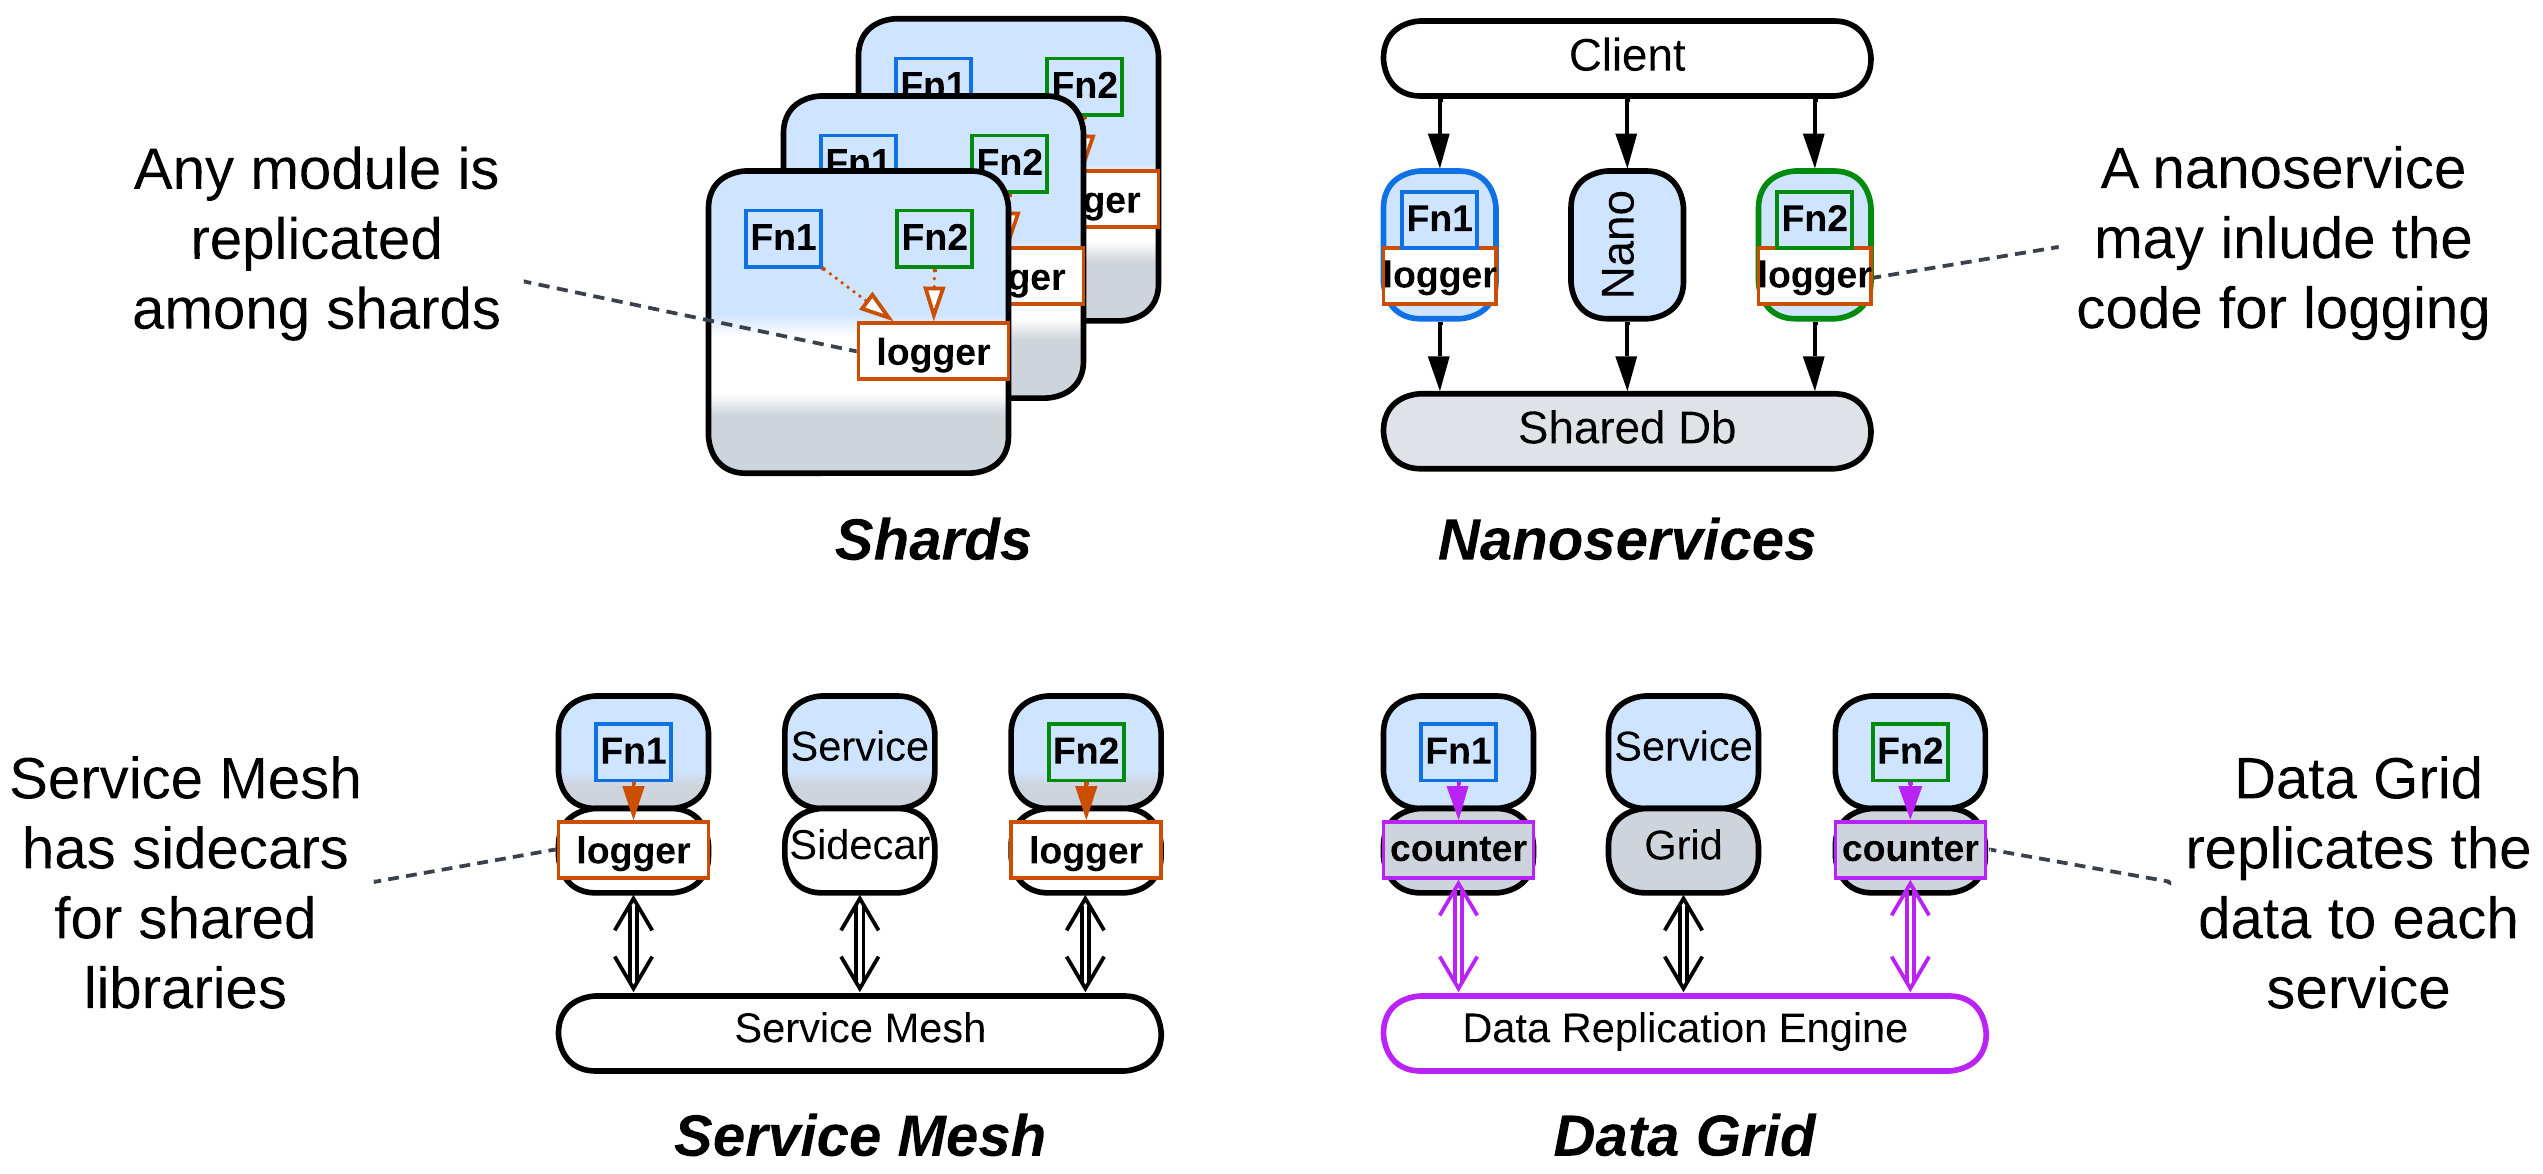 Any module is
replicated
among shards
Fn1
Fn2
Fn1
Fn2
gger
Fn1
Fn2
gger
logger
Shards
Client
Fn1
logger
Nano
Fn2
logger
Shared Db
A nanoservice
may inlude the
code for logging
Nanoservices
Service Mesh
has sidecars
for shared
libraries
Fn1
logger
Service
Sidecar
Fn2
logger
Service Mesh
Service Mesh
Fn1
counter
Service
Grid
Fn2
counter
Data Replication Engine
Data Grid
replicates the
data to each
service
Data Grid